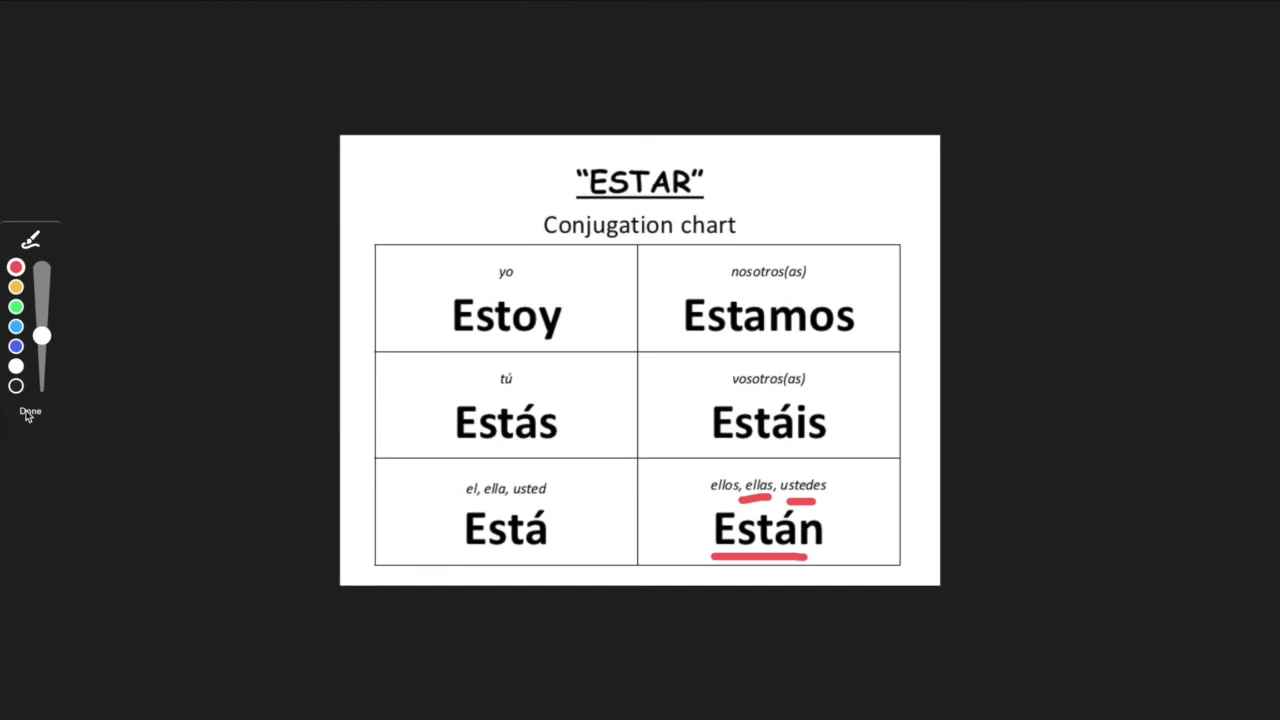 “ESTAR”
Conjugation chart
yo
Estoy
nosotros(as)
Estamos
tú
Estás
vosotros(as)
Estáis
el, ella, usted
Está
ellos, ellas, ustedes
Están
Done